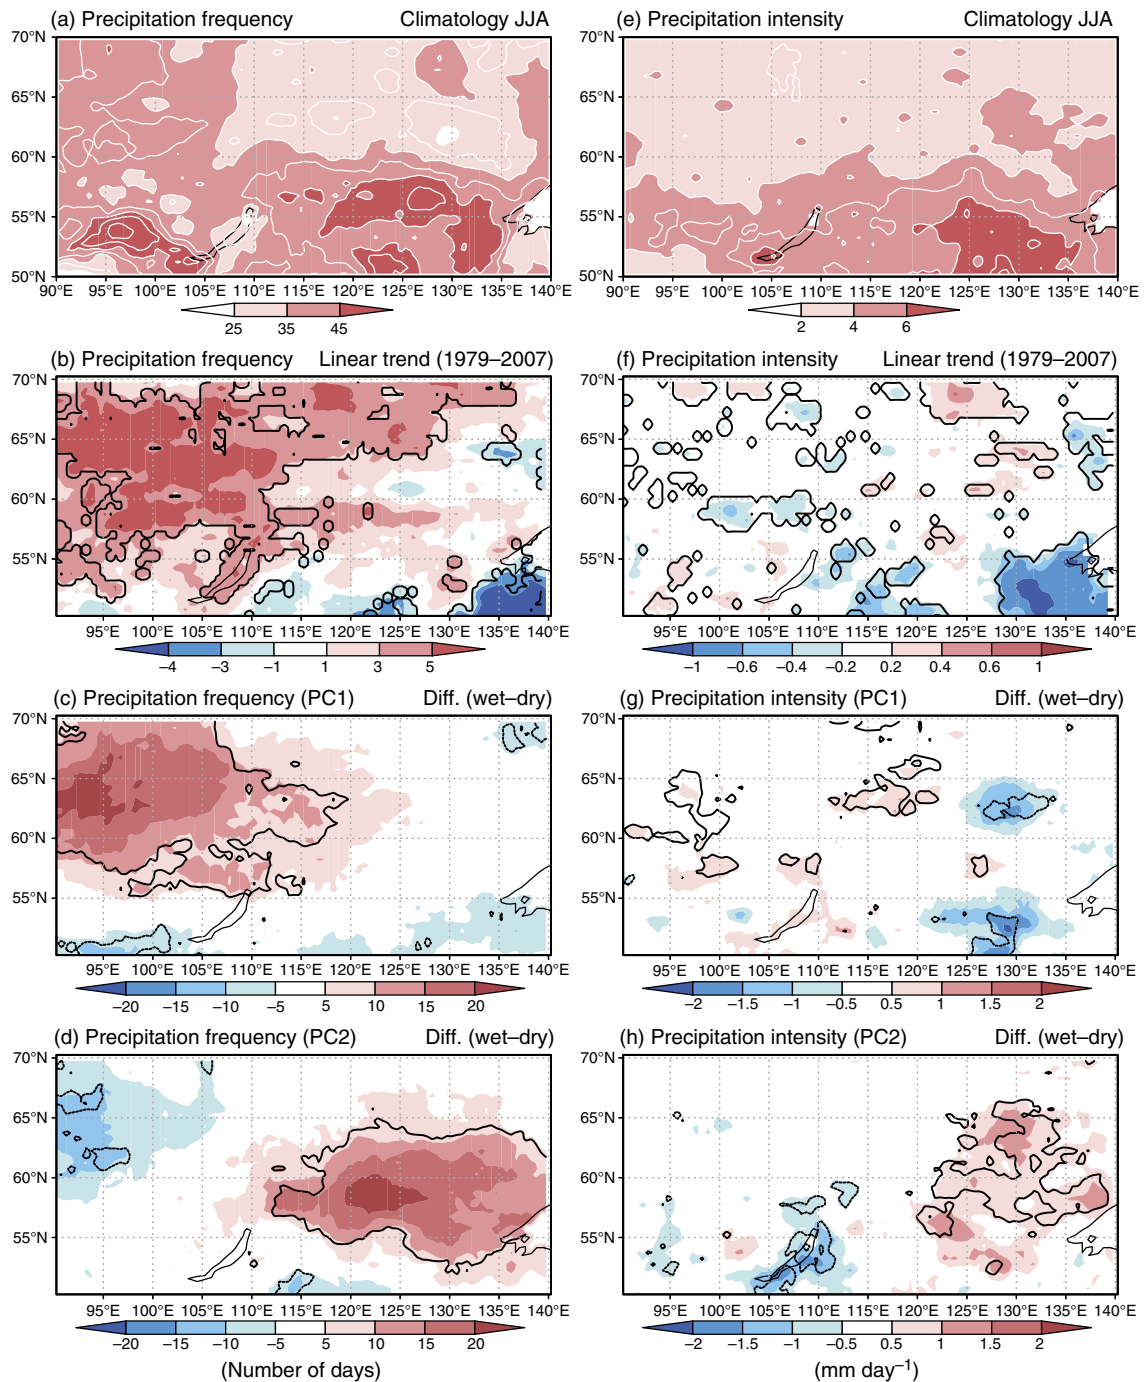 (a) Precipitation frequency Climatology JJA
70°N
65°N
60°N
55°N
50°N
90°E 95°E 100°E 105°E 110°E 115°E 120°E 125°E 130°E 135°E 140°E
25 35 45
(e) Precipitation intensity Climatology JJA
70°N
65°N
60°N
55°N
50°N
90°E 95°E 100°E 105°E 110°E 115°E 120°E 125°E 130°E 135°E 140°E
2 4 6
(b) Precipitation frequency Linear trend (1979–2007)
70°N
65°N
60°N
55°N
95°E 100°E 105°E 110°E 115°E 120°E 125°E 130°E 135°E 140°E
–4 –3 –1 1 3 5
(f) Precipitation intensity Linear trend (1979–2007)
70°N
65°N
60°N
55°N
95°E 100°E 105°E 110°E 115°E 120°E 125°E 130°E 135°E 140°E
–1 –0.6 –0.4 –0.2 0.2 0.4 0.6 1
(c) Precipitation frequency (PC1) Diff. (wet–dry)
70°N
65°N
60°N
55°N
95°E 100°E 105°E 110°E 115°E 120°E 125°E 130°E 135°E 140°E
–20 –15 –10 –5 5 10 15 20
(g) Precipitation intensity (PC1) Diff. (wet–dry)
70°N
65°N
60°N
55°N
95°E 100°E 105°E 110°E 115°E 120°E 125°E 130°E 135°E 140°E
–2 –1.5 –1 –0.5 0.5 1 1.5 2
(d) Precipitation frequency (PC2) Diff. (wet–dry)
70°N
65°N
60°N
55°N
95°E 100°E 105°E 110°E 115°E 120°E 125°E 130°E 135°E 140°E
–20 –15 –10 –5 5 10 15 20
(Number of days)
(h) Precipitation intensity (PC2) Diff. (wet–dry)
70°N
65°N
60°N
55°N
95°E 100°E 105°E 110°E 115°E 120°E 125°E 130°E 135°E 140°E
–2 –1.5 –1 –0.5 0.5 1 1.5 2
(mm day⁻¹)